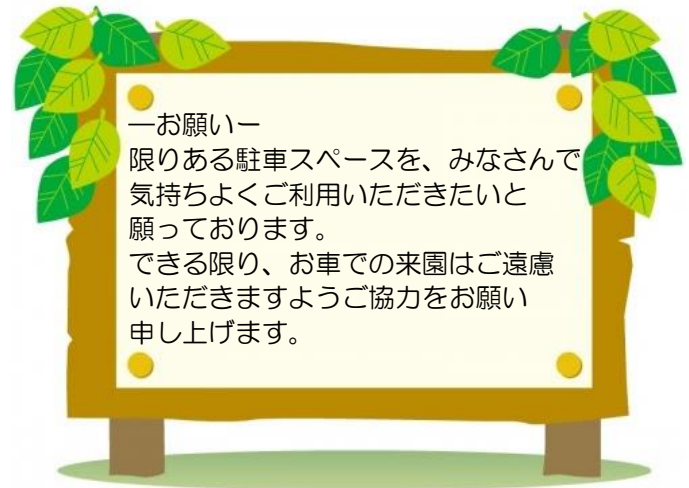 ―お願いー
限りある駐車スペースを、みなさんで
気持ちよくご利用いただきたいと
願っております。
できる限り、お車での来園はご遠慮
いただきますようご協力をお願い
申し上げます。